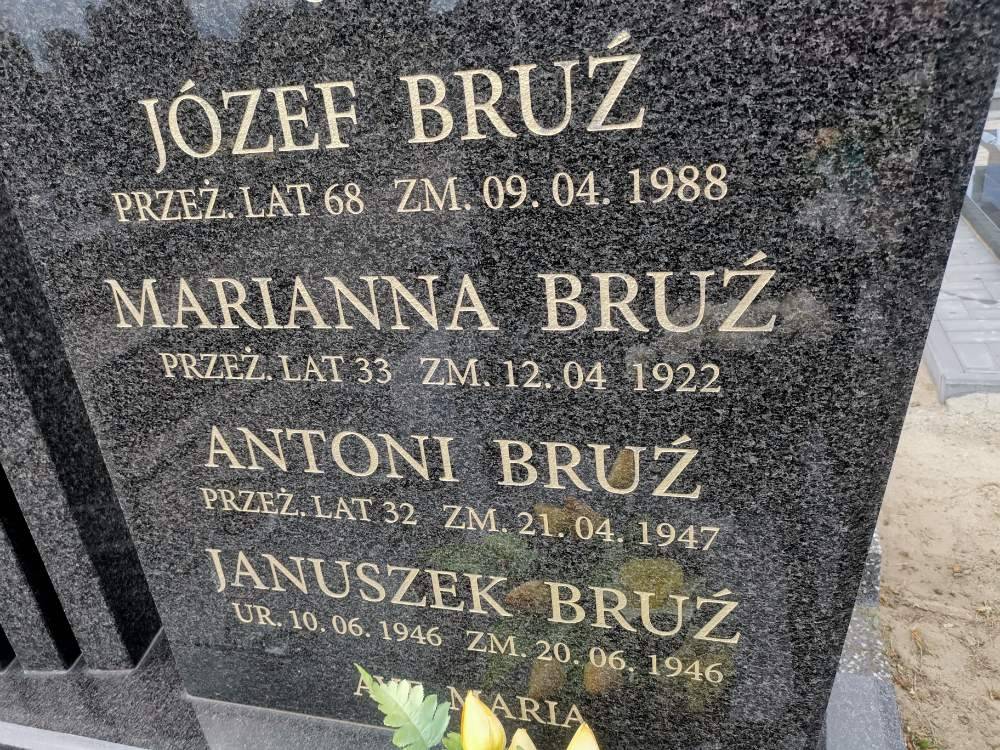 JÓZEF BRUŹ
PRZEŻ. LAT 68 ZM. 09. 04. 1988
MARIANNA BRUŹ
PRZEŻ. LAT 33 ZM. 12. 04 1922
ANTONI BRUŹ
PRZEŻ. LAT 32 ZM. 21. 04. 1947
JANUSZEK BRUŹ
UR. 10. 06. 1946 ZM. 20. 06. 1946
AVE MARIA